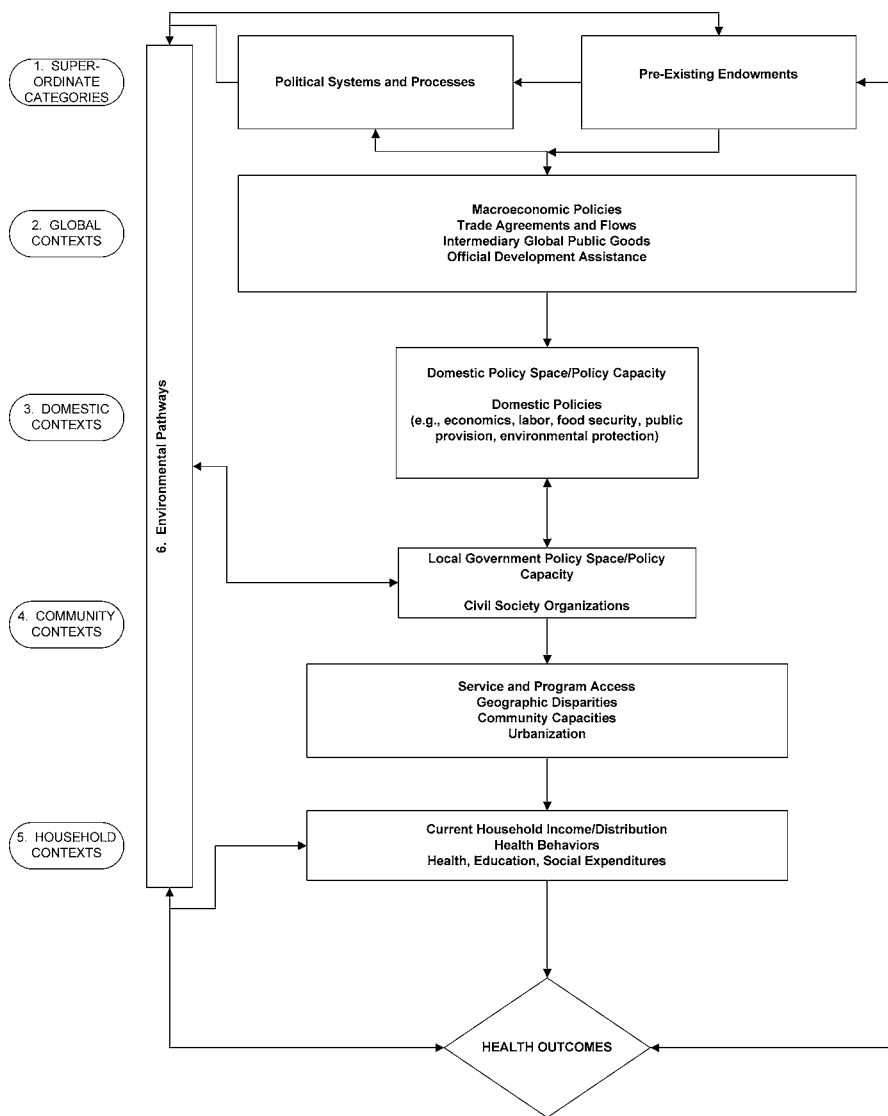 1. SUPER-
ORDINATE
CATEGORIES
Political Systems and Processes
Pre-Existing Endowments
2. GLOBAL
CONTEXTS
Macroeconomic Policies
Trade Agreements and Flows
Intermediary Global Public Goods
Official Development Assistance
3. DOMESTIC
CONTEXTS
Domestic Policy Space/Policy Capacity
Domestic Policies
(e.g., economics, labor, food security, public
provision, environmental protection)
6. Environmental Pathways
4. COMMUNITY
CONTEXTS
Local Government Policy Space/Policy
Capacity
Civil Society Organizations
Service and Program Access
Geographic Disparities
Community Capacities
Urbanization
5. HOUSEHOLD
CONTEXTS
Current Household Income/Distribution
Health Behaviors
Health, Education, Social Expenditures
HEALTH OUTCOMES